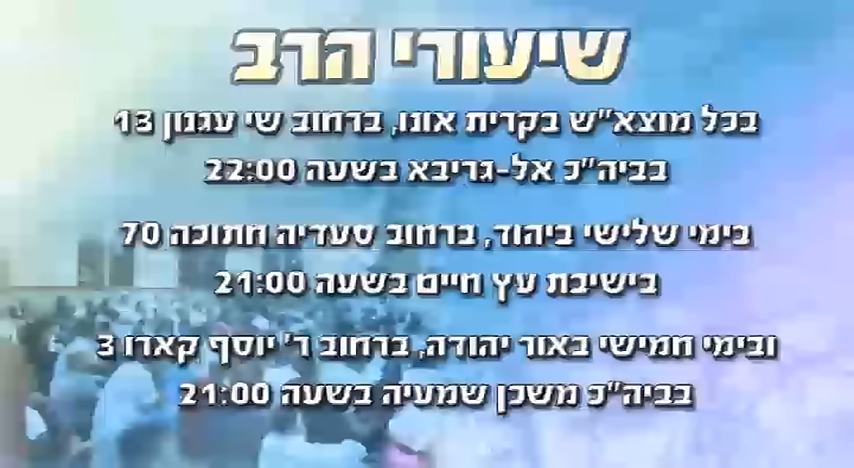 שיעורי הרב
בכל מוצא"ש בקרית אונו, ברחוב שי עגנון 13
בביה"כ אל-גריבא בשעה 22:00
בימי שלישי ביהוד, ברחוב סעדיה חתוכה 70
בישיבת עץ חיים בשעה 21:00
ובימי חמישי באור יהודה, ברחוב ר' יוסף קארו 3
בביה"כ משכן שמעיה בשעה 21:00